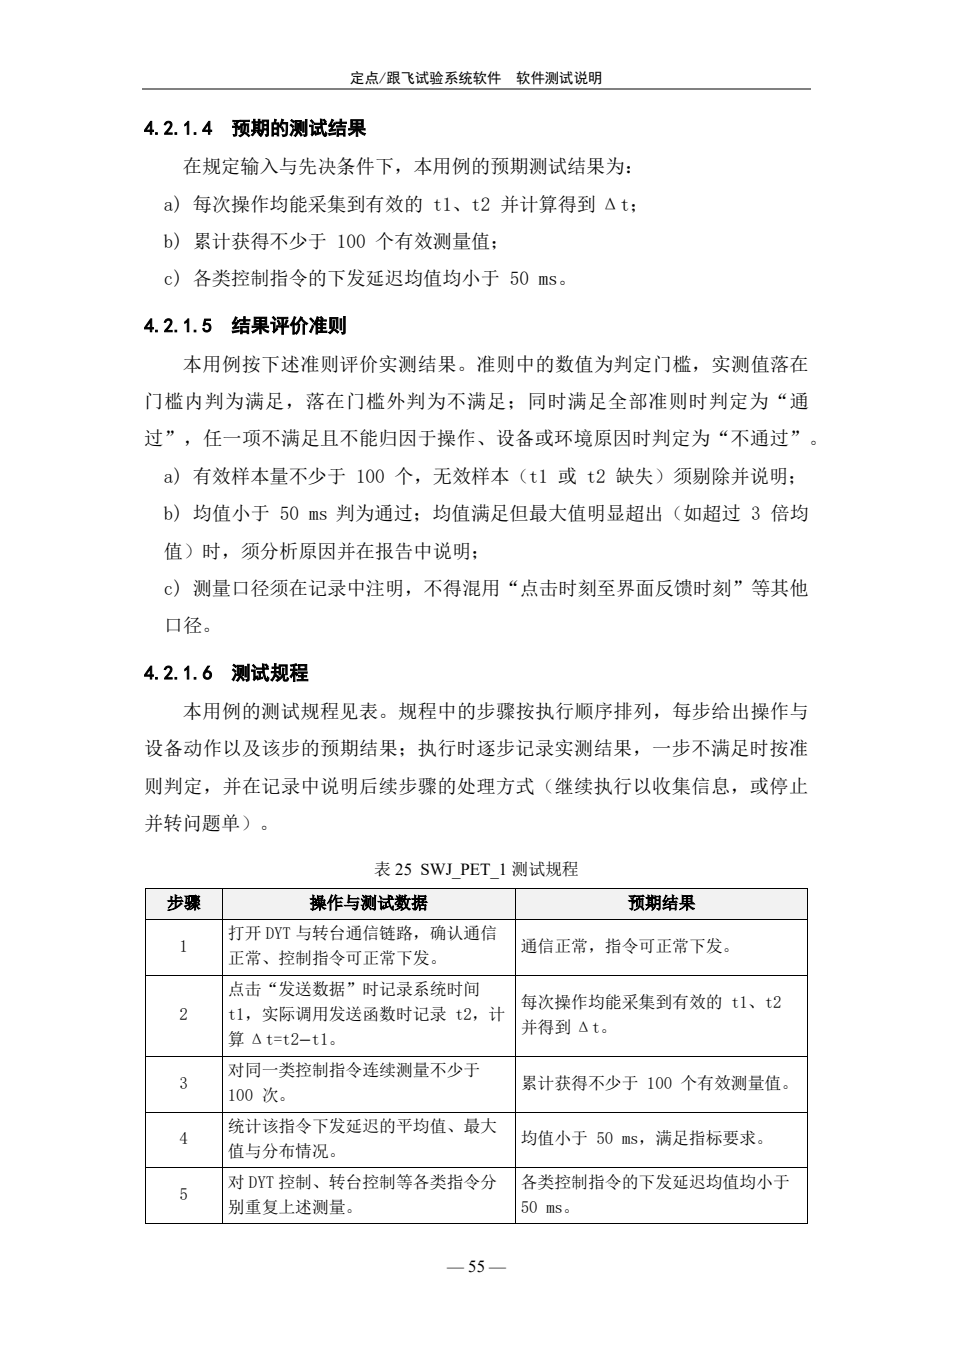 定点/跟飞试验系统软件　软件测试说明
4.2.1.4　预期的测试结果
在规定输入与先决条件下，本用例的预期测试结果为：
a）每次操作均能采集到有效的 t1、t2 并计算得到 Δt；
b）累计获得不少于 100 个有效测量值；
c）各类控制指令的下发延迟均值均小于 50 ms。
4.2.1.5　结果评价准则
本用例按下述准则评价实测结果。准则中的数值为判定门槛，实测值落在
门槛内判为满足，落在门槛外判为不满足；同时满足全部准则时判定为“通
过”，任一项不满足且不能归因于操作、设备或环境原因时判定为“不通过”。
a）有效样本量不少于 100 个，无效样本（t1 或 t2 缺失）须剔除并说明；
b）均值小于 50 ms 判为通过；均值满足但最大值明显超出（如超过 3 倍均
值）时，须分析原因并在报告中说明；
c）测量口径须在记录中注明，不得混用“点击时刻至界面反馈时刻”等其他
口径。
4.2.1.6　测试规程
本用例的测试规程见表。规程中的步骤按执行顺序排列，每步给出操作与
设备动作以及该步的预期结果；执行时逐步记录实测结果，一步不满足时按准
则判定，并在记录中说明后续步骤的处理方式（继续执行以收集信息，或停止
并转问题单）。
表 25 SWJ_PET_1 测试规程
步骤　操作与测试数据　预期结果
1
打开 DYT 与转台通信链路，确认通信
正常、控制指令可正常下发。
通信正常，指令可正常下发。
2
点击“发送数据”时记录系统时间
t1，实际调用发送函数时记录 t2，计
算 Δt=t2−t1。
每次操作均能采集到有效的 t1、t2
并得到 Δt。
3
对同一类控制指令连续测量不少于
100 次。
累计获得不少于 100 个有效测量值。
4
统计该指令下发延迟的平均值、最大
值与分布情况。
均值小于 50 ms，满足指标要求。
5
对 DYT 控制、转台控制等各类指令分
别重复上述测量。
各类控制指令的下发延迟均值均小于
50 ms。
— 55 —